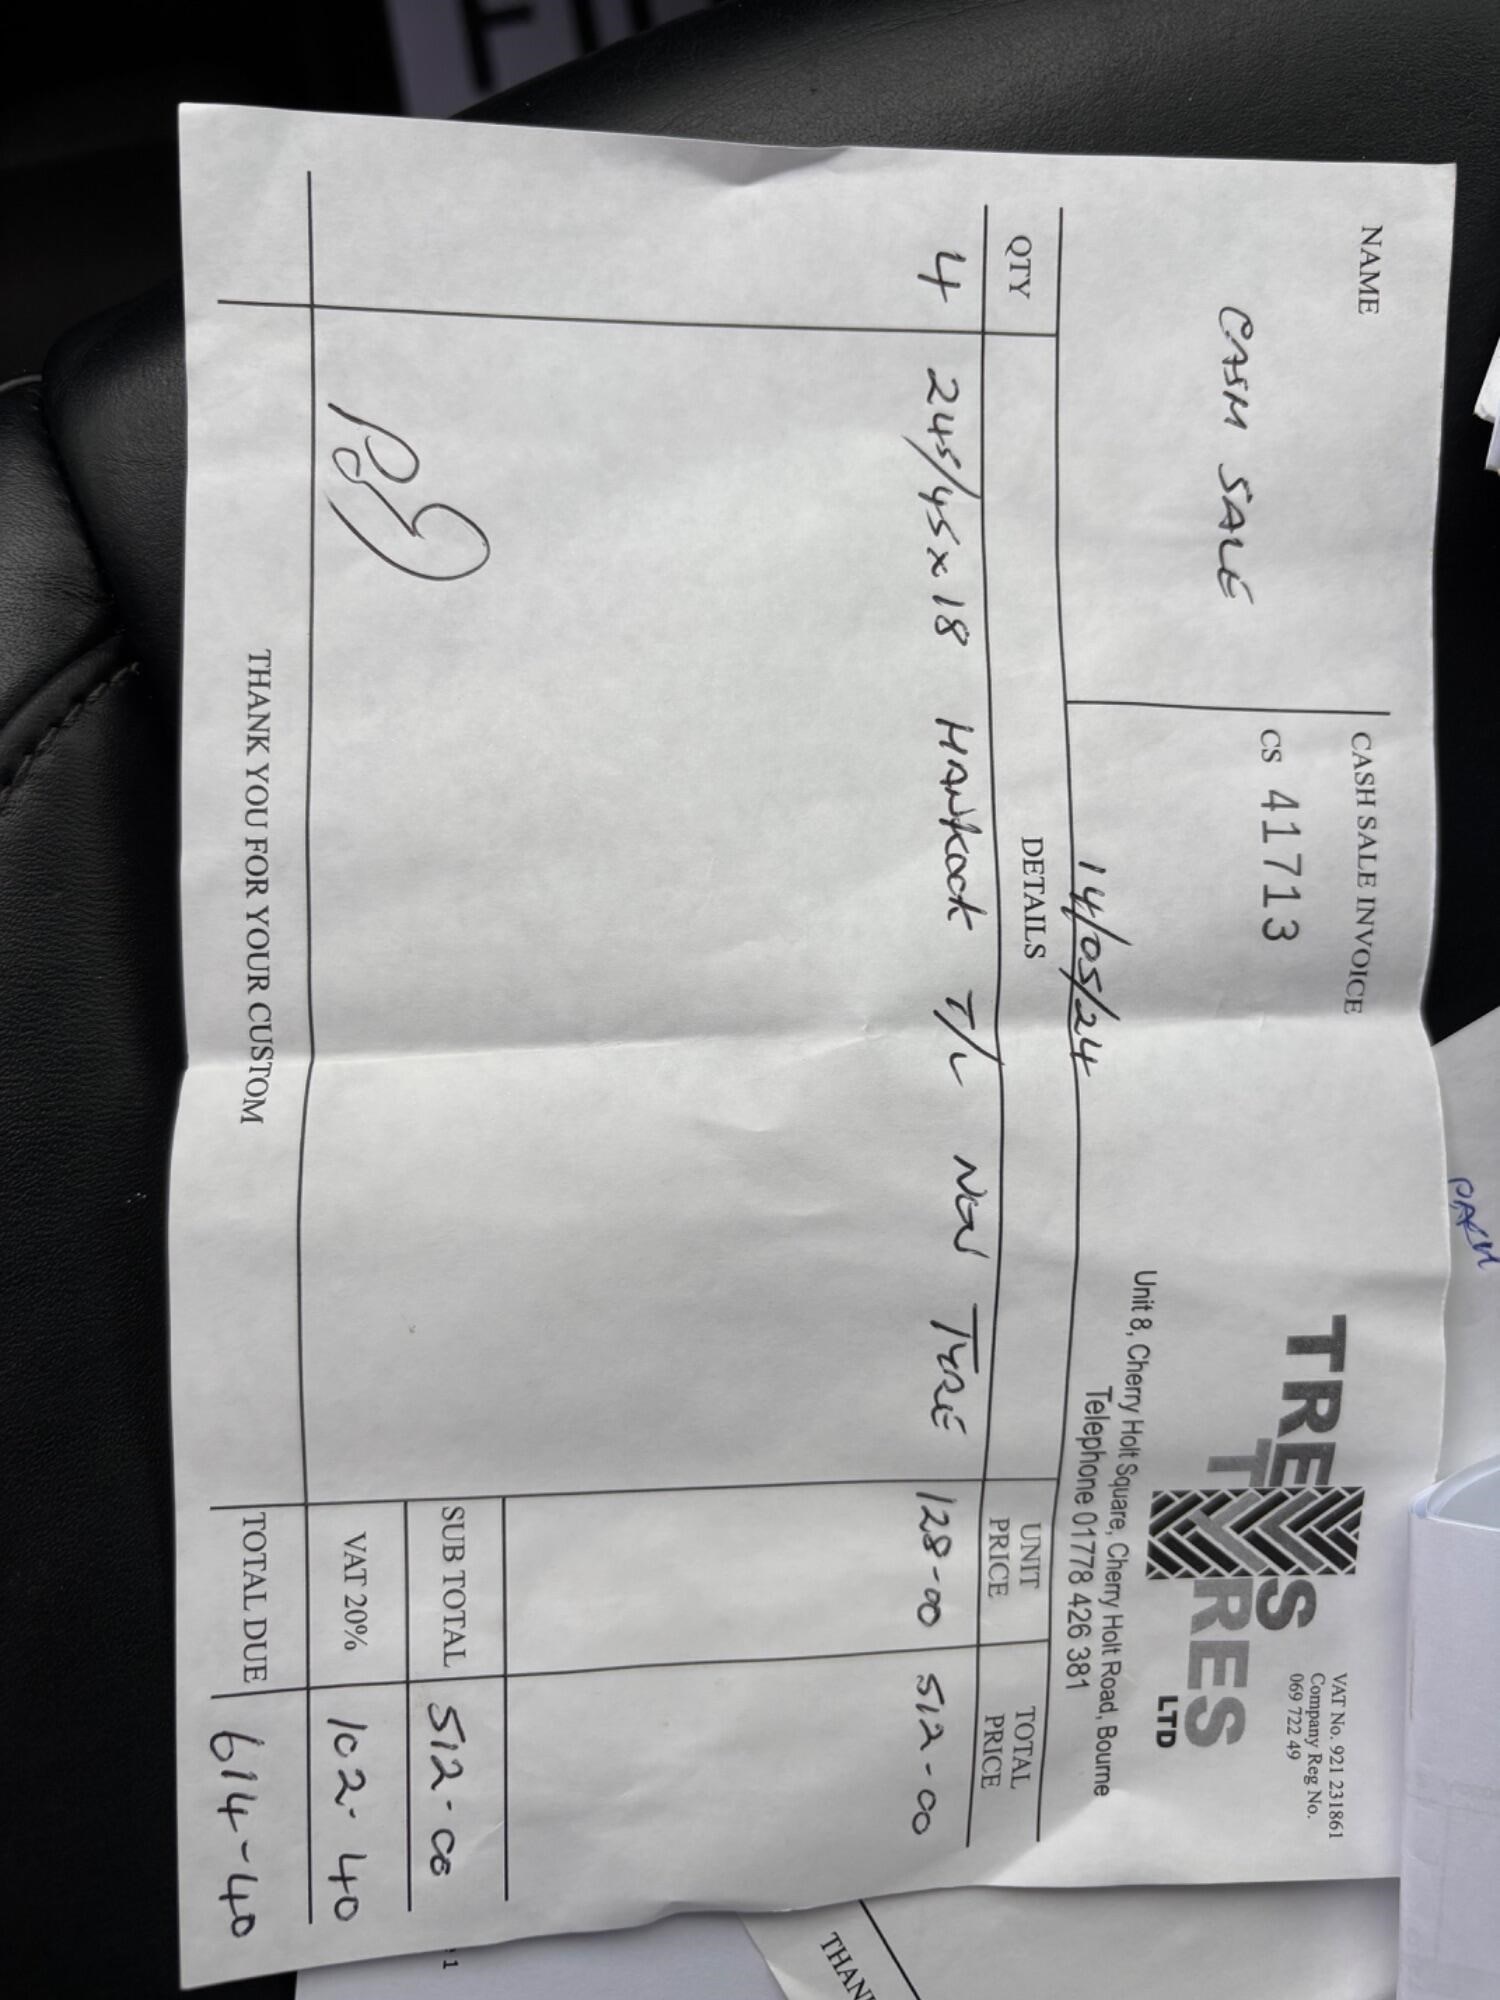 NAME
CASH SALE
CASH SALE INVOICE
CS 41713
14/05/24
TREVS
TYRES
LTD
VAT No. 921 231861
Company Reg No.
069 722 49
Unit 8, Cherry Holt Square, Cherry Holt Road, Bourne
Telephone 01778 426 381
QTY DETAILS UNIT PRICE TOTAL PRICE
4 245/45x18 HANKOOK T/L NEW TYRE 128-00 512-00
SUB TOTAL 512-00
VAT 20% 102-40
TOTAL DUE 614-40
THANK YOU FOR YOUR CUSTOM
THAN
1